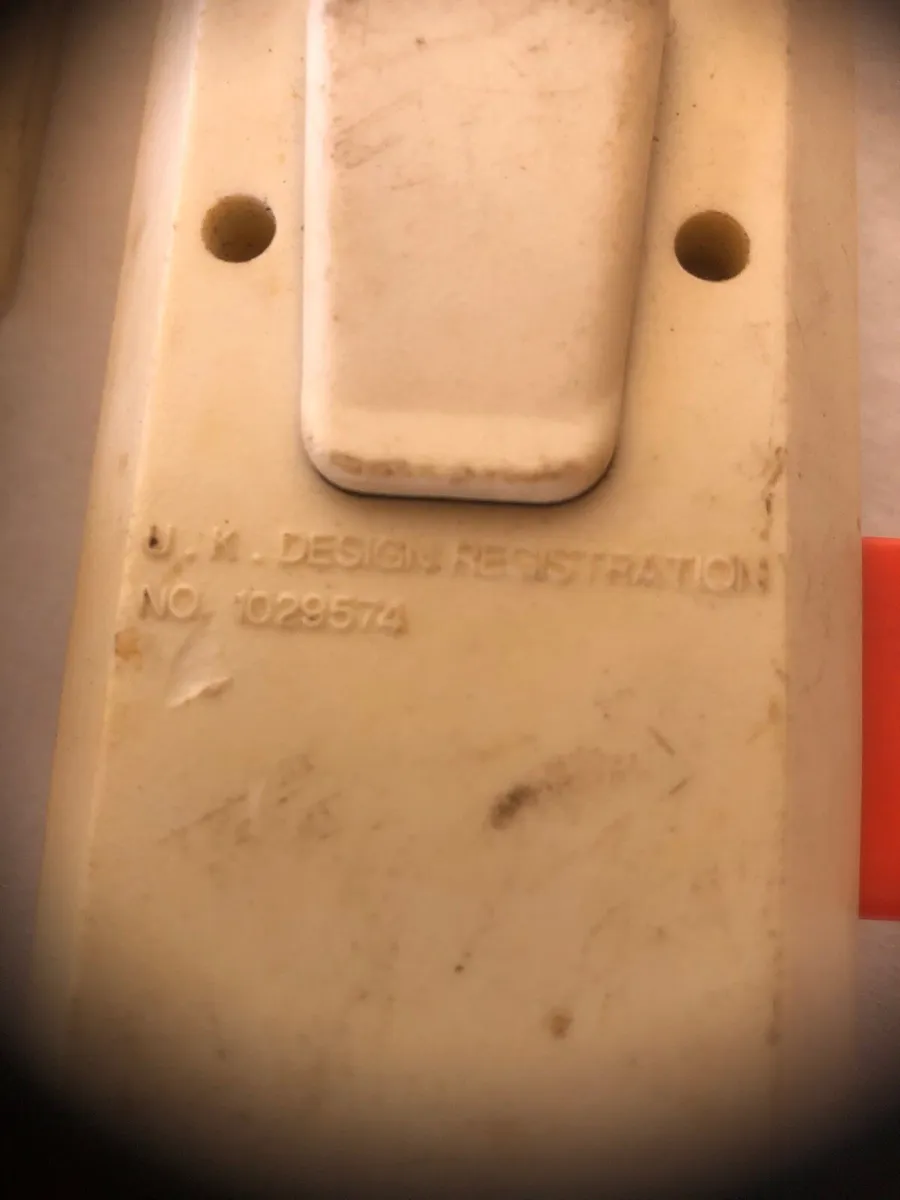 U.K. DESIGN REGISTRATION
NO. 1029574